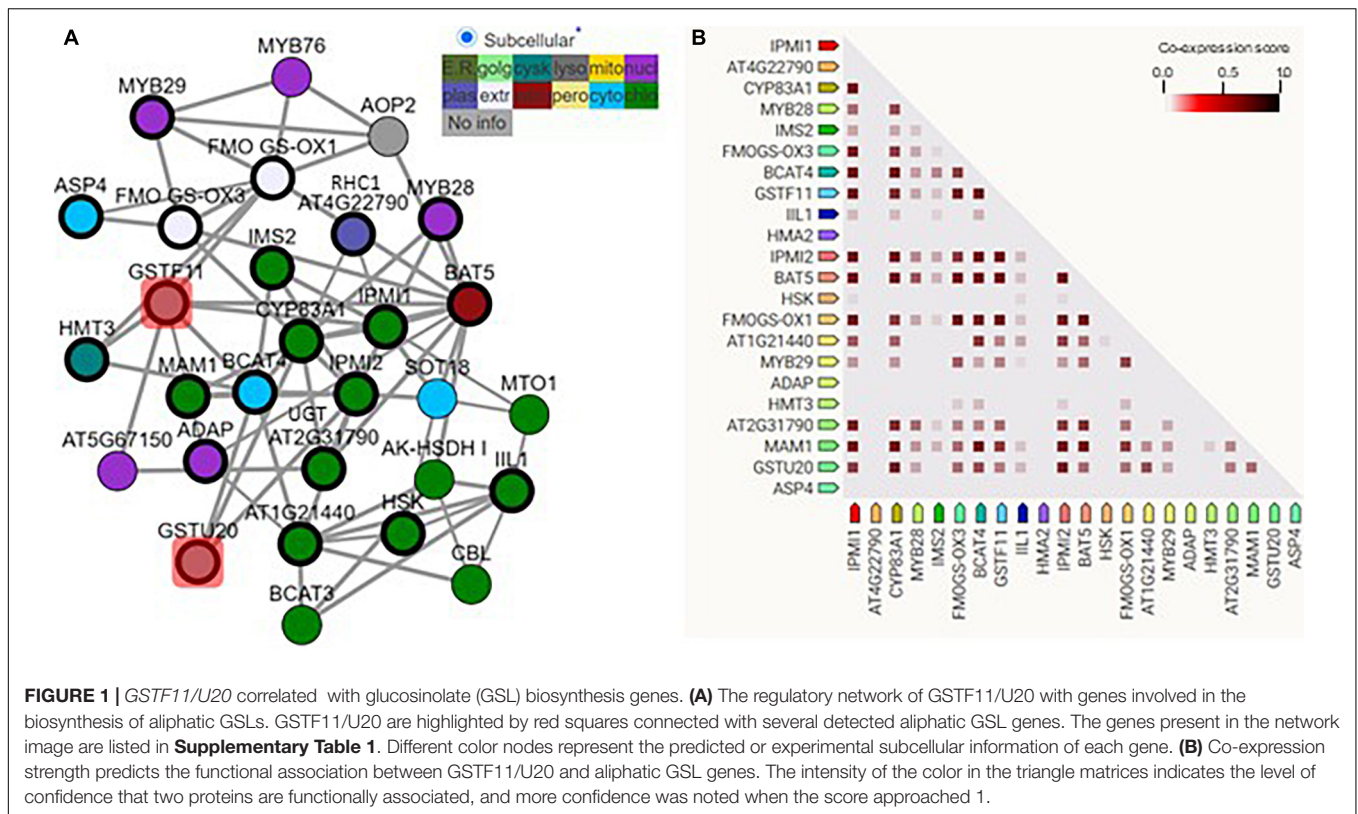 A
Subcellular
E.R. golg cysk lyso mito nucl
plas extr pero cyto chlo
No info
MYB76
MYB29
AOP2
FMO GS-OX1
ASP4
FMO GS-OX3
RHC1
AT4G22790
MYB28
IMS2
GSTF11
BAT5
CYP83A1
IPMI1
HMT3
MAM1
BCAT4
IPMI2
SOT18
MTO1
UGT
AT2G31790
AT5G67150
ADAP
AK-HSDH I
IIL1
GSTU20
AT1G21440
HSK
CBL
BCAT3
B
Co-expression score
0.0 0.5 1.0
IPMI1
AT4G22790
CYP83A1
MYB28
IMS2
FMOGS-OX3
BCAT4
GSTF11
IIL1
HMA2
IPMI2
BAT5
HSK
FMOGS-OX1
AT1G21440
MYB29
ADAP
HMT3
AT2G31790
MAM1
GSTU20
ASP4
IPMI1
AT4G22790
CYP83A1
MYB28
IMS2
FMOGS-OX3
BCAT4
GSTF11
IIL1
HMA2
IPMI2
BAT5
HSK
FMOGS-OX1
AT1G21440
MYB29
ADAP
HMT3
AT2G31790
MAM1
GSTU20
ASP4
FIGURE 1 | GSTF11/U20 correlated with glucosinolate (GSL) biosynthesis genes. (A) The regulatory network of GSTF11/U20 with genes involved in the
biosynthesis of aliphatic GSLs. GSTF11/U20 are highlighted by red squares connected with several detected aliphatic GSL genes. The genes present in the network
image are listed in Supplementary Table 1. Different color nodes represent the predicted or experimental subcellular information of each gene. (B) Co-expression
strength predicts the functional association between GSTF11/U20 and aliphatic GSL genes. The intensity of the color in the triangle matrices indicates the level of
confidence that two proteins are functionally associated, and more confidence was noted when the score approached 1.